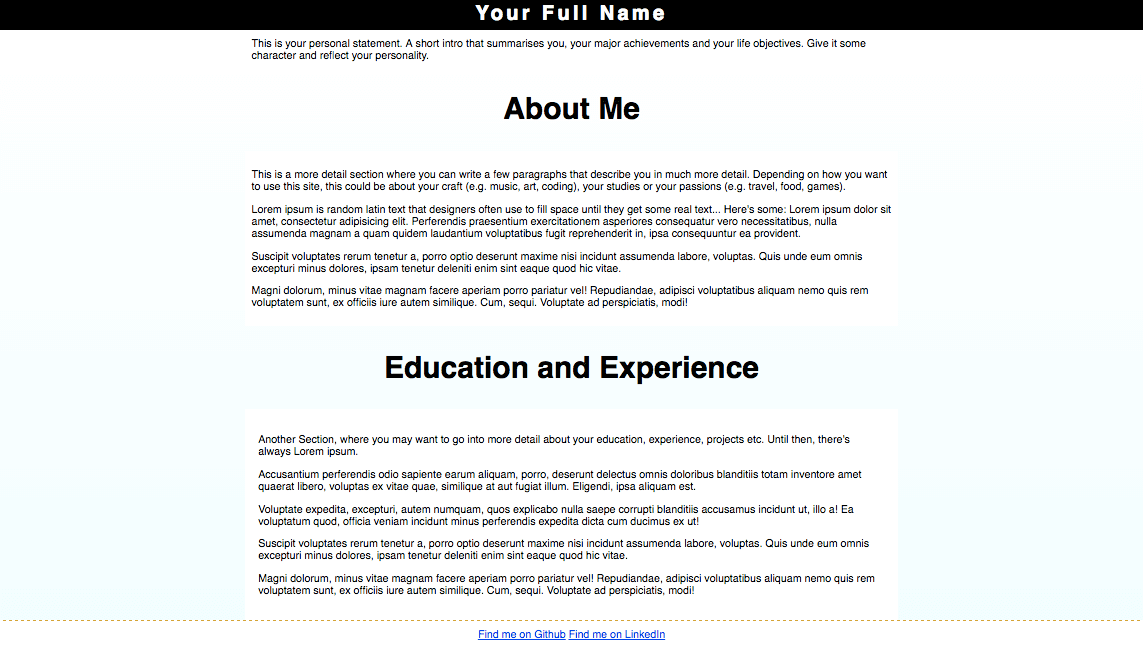 Your Full Name
This is your personal statement. A short intro that summarises you, your major achievements and your life objectives. Give it some
character and reflect your personality.
About Me
This is a more detail section where you can write a few paragraphs that describe you in much more detail. Depending on how you want
to use this site, this could be about your craft (e.g. music, art, coding), your studies or your passions (e.g. travel, food, games).
Lorem ipsum is random latin text that designers often use to fill space until they get some real text... Here's some: Lorem ipsum dolor sit
amet, consectetur adipisicing elit. Perferendis praesentium exercitationem asperiores consequatur vero necessitatibus, nulla
assumenda magnam a quam quidem laudantium voluptatibus fugit reprehenderit in, ipsa consequuntur ea provident.
Suscipit voluptates rerum tenetur a, porro optio deserunt maxime nisi incidunt assumenda labore, voluptas. Quis unde eum omnis
excepturi minus dolores, ipsam tenetur deleniti enim sint eaque quod hic vitae.
Magni dolorum, minus vitae magnam facere aperiam porro pariatur vel! Repudiandae, adipisci voluptatibus aliquam nemo quis rem
voluptatem sunt, ex officiis iure autem similique. Cum, sequi. Voluptate ad perspiciatis, modi!
Education and Experience
Another Section, where you may want to go into more detail about your education, experience, projects etc. Until then, there's
always Lorem ipsum.
Accusantium perferendis odio sapiente earum aliquam, porro, deserunt delectus omnis doloribus blanditiis totam inventore amet
quaerat libero, voluptas ex vitae quae, similique at aut fugiat illum. Eligendi, ipsa aliquam est.
Voluptate expedita, excepturi, autem numquam, quos explicabo nulla saepe corrupti blanditiis accusamus incidunt ut, illo a! Ea
voluptatum quod, officia veniam incidunt minus perferendis expedita dicta cum ducimus ex ut!
Suscipit voluptates rerum tenetur a, porro optio deserunt maxime nisi incidunt assumenda labore, voluptas. Quis unde eum omnis
excepturi minus dolores, ipsam tenetur deleniti enim sint eaque quod hic vitae.
Magni dolorum, minus vitae magnam facere aperiam porro pariatur vel! Repudiandae, adipisci voluptatibus aliquam nemo quis rem
voluptatem sunt, ex officiis iure autem similique. Cum, sequi. Voluptate ad perspiciatis, modi!
Find me on Github Find me on LinkedIn